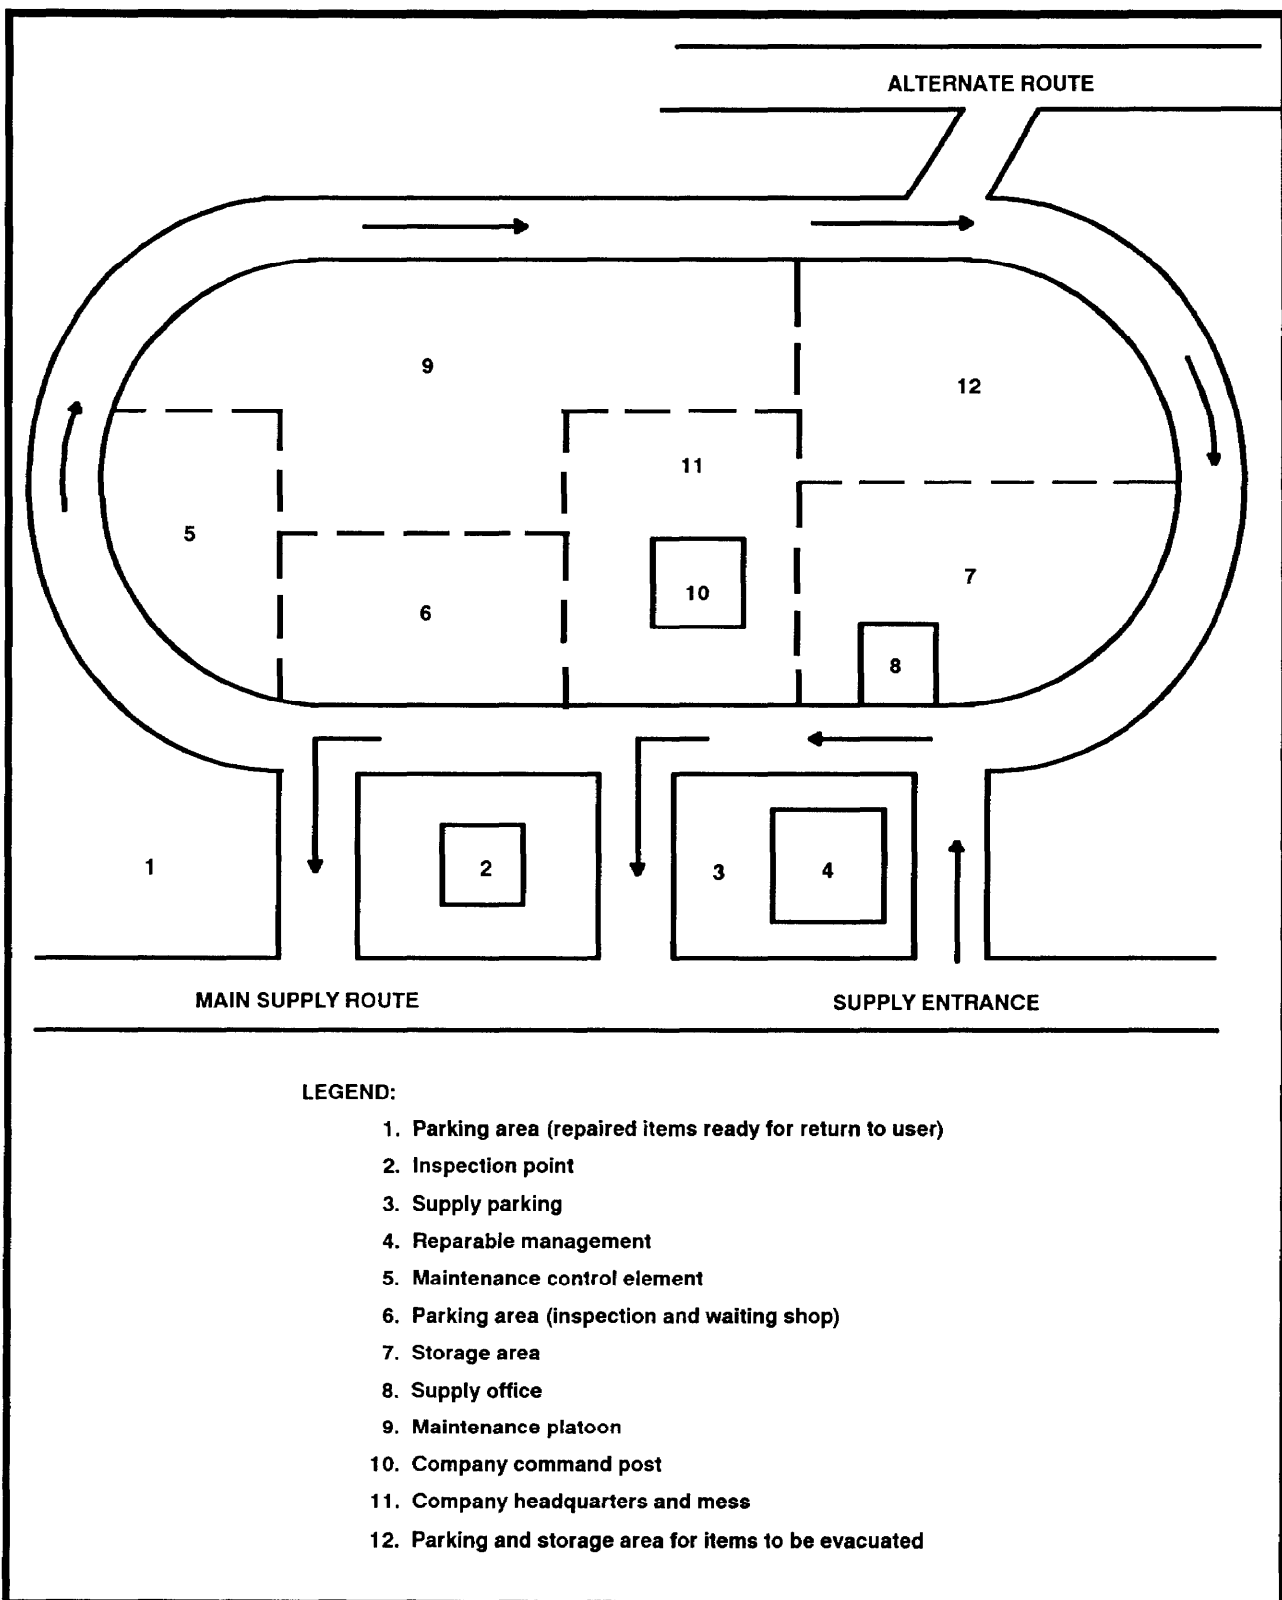 ALTERNATE ROUTE
9
12
11
5
7
10
6
8
1
2
3
4
MAIN SUPPLY ROUTE
SUPPLY ENTRANCE
LEGEND:
1. Parking area (repaired items ready for return to user)
2. Inspection point
3. Supply parking
4. Reparable management
5. Maintenance control element
6. Parking area (inspection and waiting shop)
7. Storage area
8. Supply office
9. Maintenance platoon
10. Company command post
11. Company headquarters and mess
12. Parking and storage area for items to be evacuated